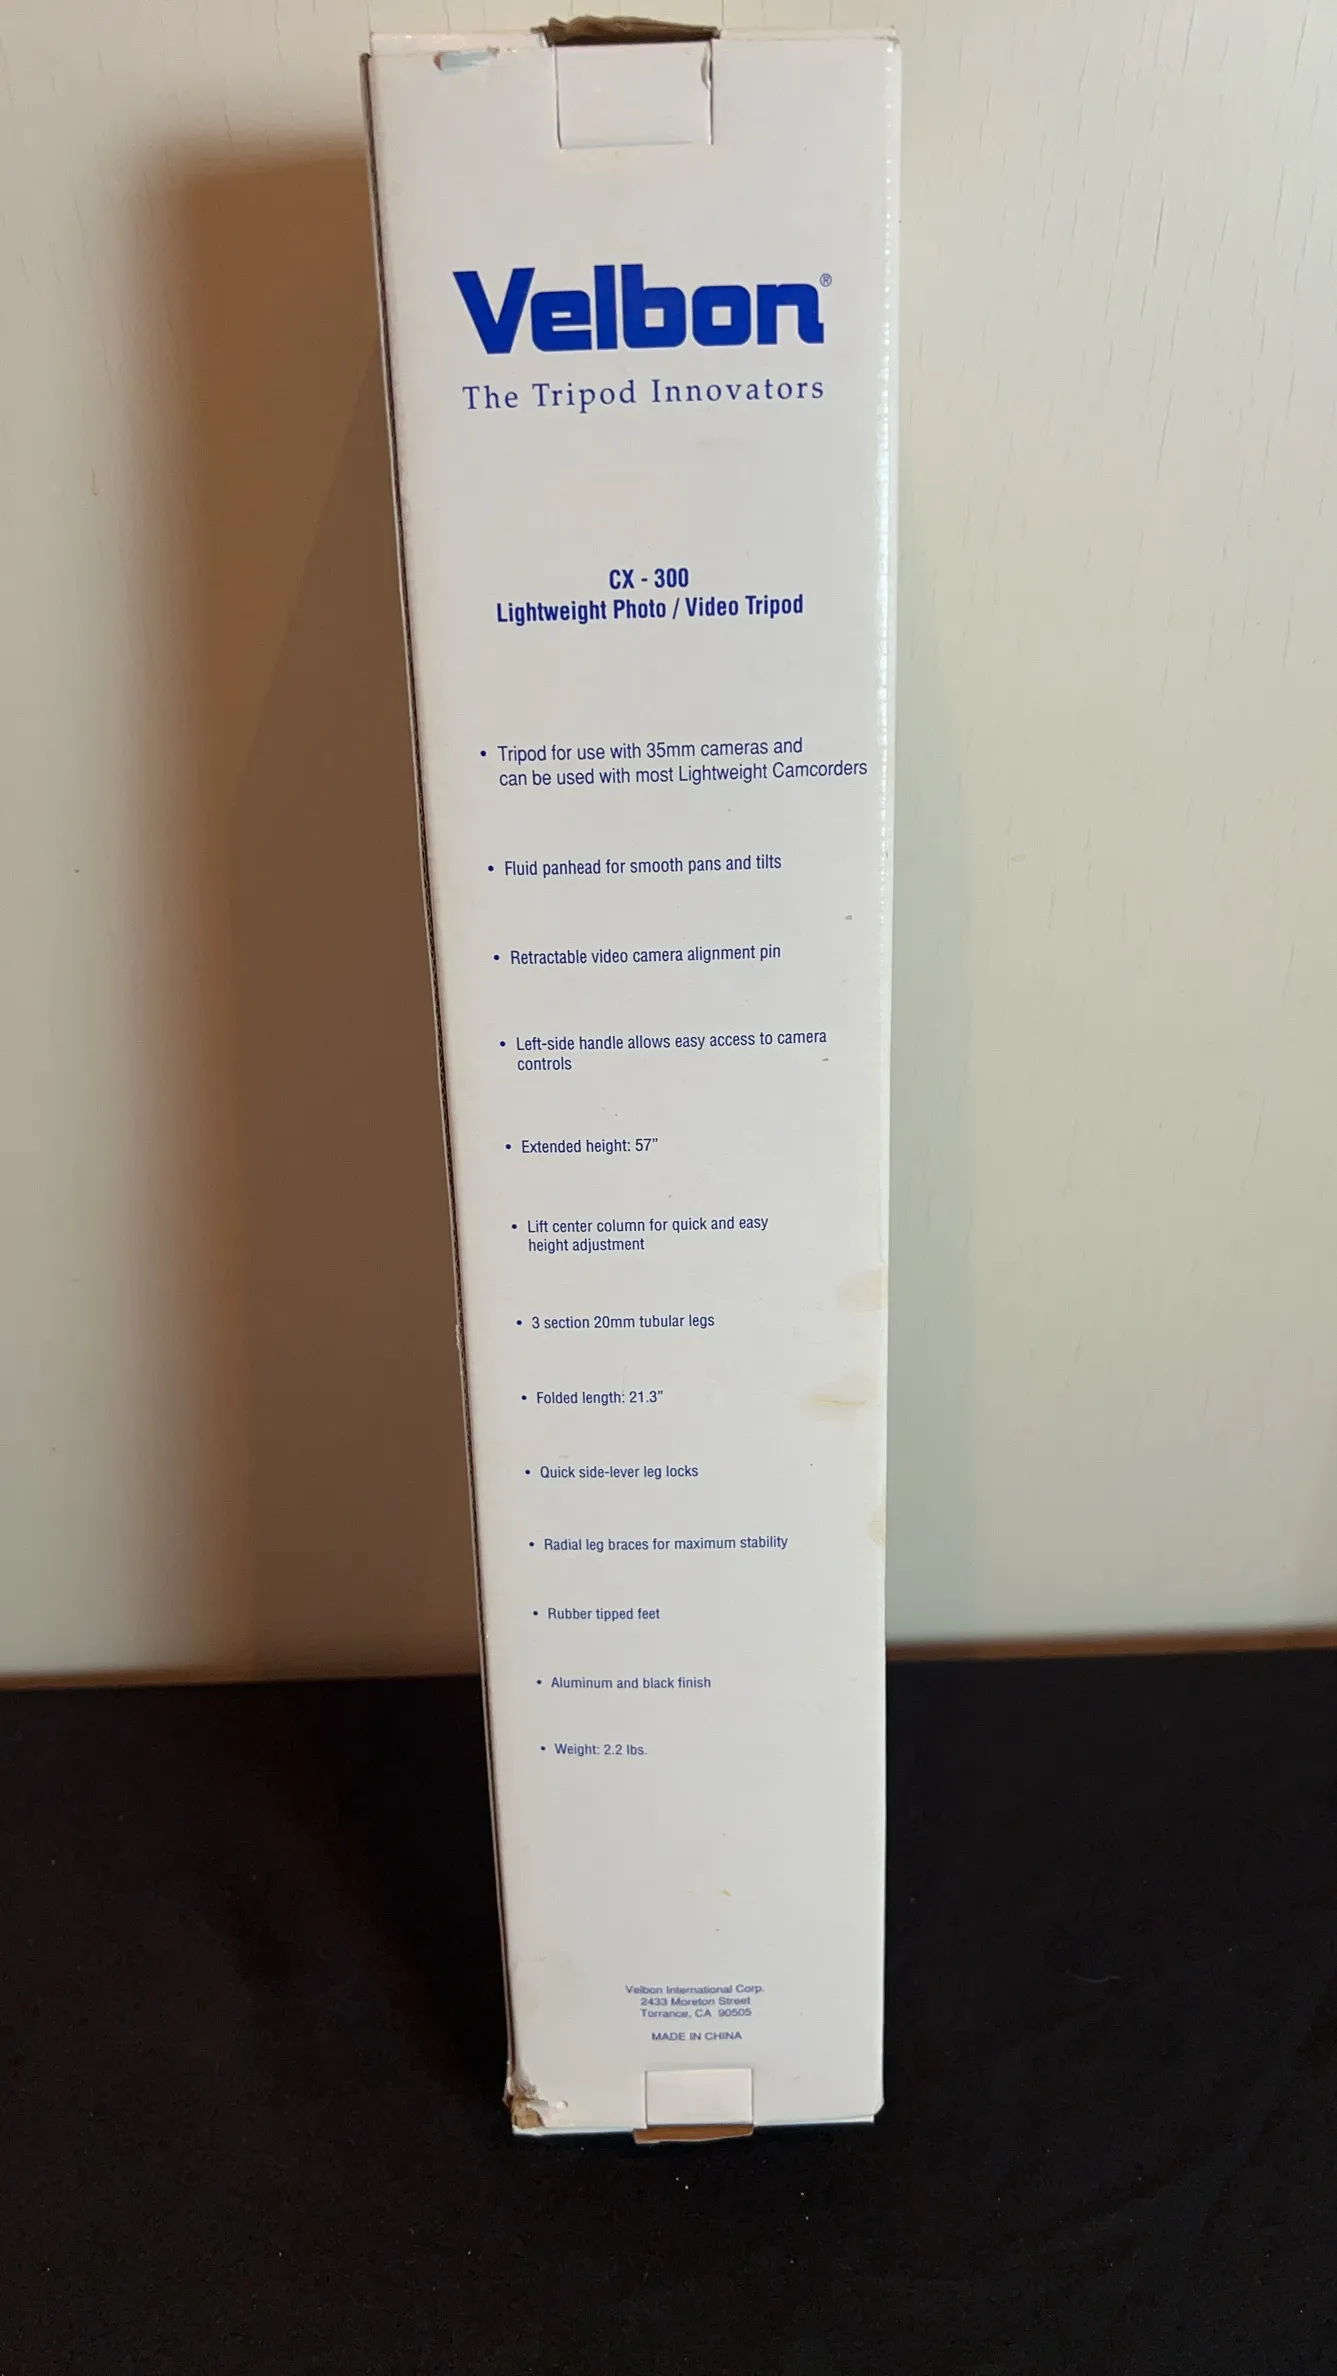 Velbon®
The Tripod Innovators
CX - 300
Lightweight Photo / Video Tripod
• Tripod for use with 35mm cameras and
can be used with most Lightweight Camcorders
• Fluid panhead for smooth pans and tilts
• Retractable video camera alignment pin
• Left-side handle allows easy access to camera
controls
• Extended height: 57"
• Lift center column for quick and easy
height adjustment
• 3 section 20mm tubular legs
• Folded length: 21.3"
• Quick side-lever leg locks
• Radial leg braces for maximum stability
• Rubber tipped feet
• Aluminum and black finish
• Weight: 2.2 lbs.
Velbon International Corp.
2433 Moreton Street
Torrance, CA 90505
MADE IN CHINA